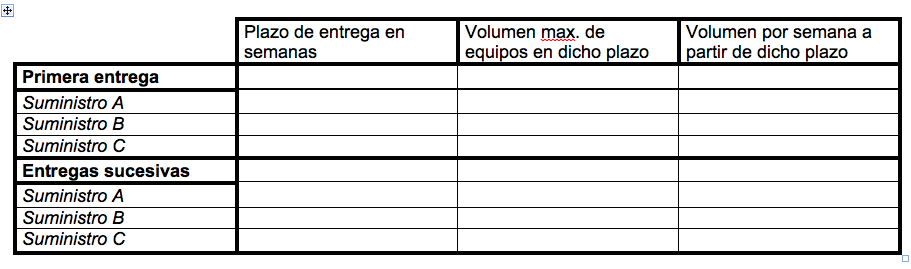 Plazo de entrega en semanas
Volumen max. de equipos en dicho plazo
Volumen por semana a partir de dicho plazo
Primera entrega
Suministro A
Suministro B
Suministro C
Entregas sucesivas
Suministro A
Suministro B
Suministro C